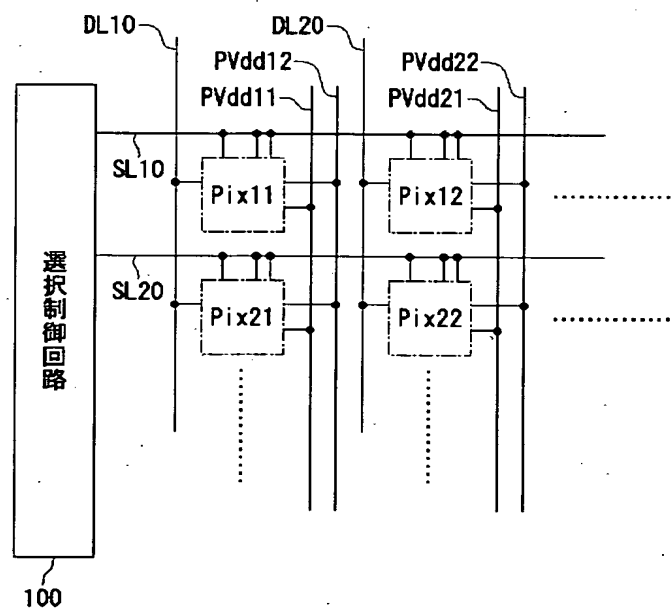 DL10
DL20
PVdd12
PVdd22
PVdd11
PVdd21
SL10
Pix11
Pix12
選択制御回路
SL20
Pix21
Pix22
100